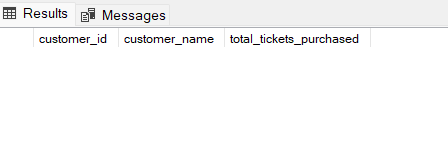 Results Messages
customer_id customer_name total_tickets_purchased